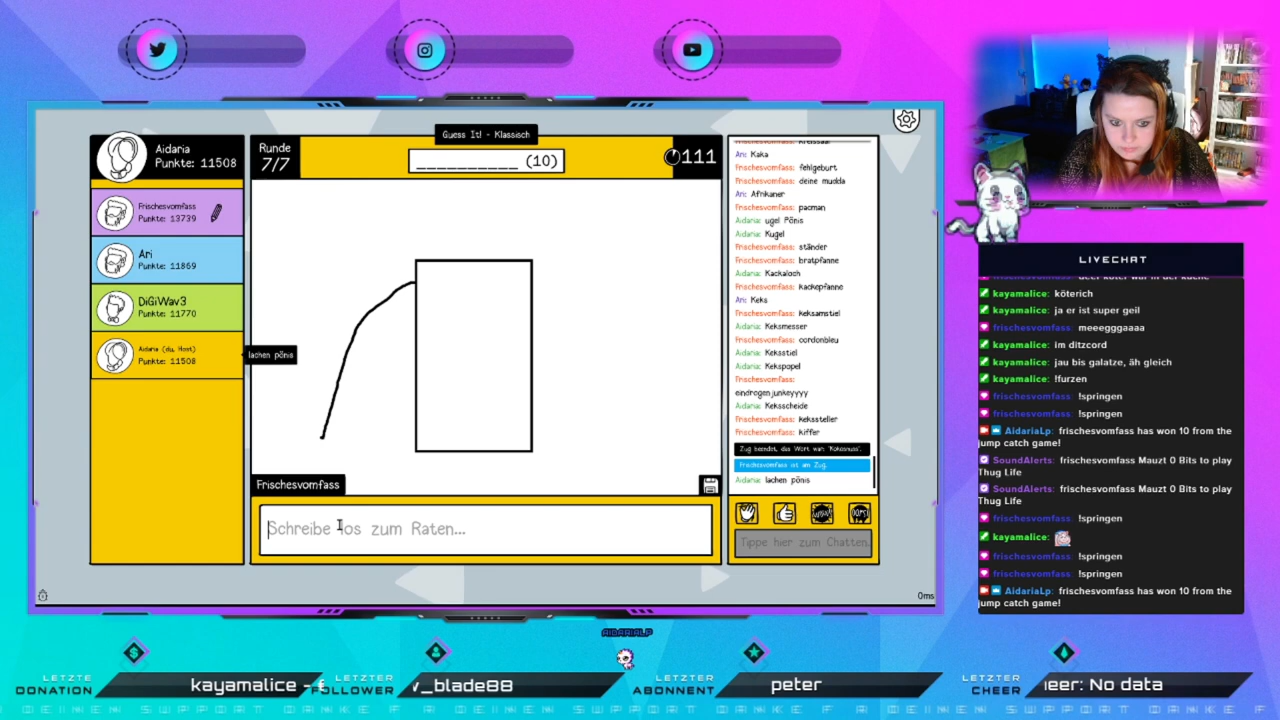 Guess It! - Klassisch
Runde
7/7
__________ (10)
111
Aidaria
Punkte: 11508
Frischesvomfass
Punkte: 13739
Ari
Punkte: 11869
DiGiWav3
Punkte: 11770
Aidaria (du, Host)
Punkte: 11508
lachen pönis
Frischesvomfass
Schreibe los zum Raten...
Ari: Kaka
Frischesvomfass: fehlgeburt
Frischesvomfass: deine mudda
Ari: Afrikaner
Frischesvomfass: pacman
Aidaria: ugel Pönis
Aidaria: Kugel
Frischesvomfass: ständer
Frischesvomfass: bratpfanne
Aidaria: Kackaloch
Frischesvomfass: kackepfanne
Ari: Keks
Frischesvomfass: keksamstiel
Aidaria: Keksmesser
Frischesvomfass: cordonbleu
Aidaria: Keksstiel
Aidaria: Kekspopel
Frischesvomfass:
eindrogenjunkeyyyy
Aidaria: Keksscheide
Frischesvomfass: kekssteller
Frischesvomfass: kiffer
Zug beendet, das Wort war: 'Kokosnuss'.
Frischesvomfass ist am Zug.
Aidaria: lachen pönis
Tippe hier zum Chatten.
0ms
LIVECHAT
kayamalice: köterich
kayamalice: ja er ist super geil
frischesvomfass: meeegggaaaa
kayamalice: im ditzcord
kayamalice: jau bis galatze, äh gleich
kayamalice: !furzen
frischesvomfass: !springen
frischesvomfass: !springen
AidariaLp: frischesvomfass has won 10 from the
jump catch game!
SoundAlerts: frischesvomfass Mauzt 0 Bits to play
Thug Life
SoundAlerts: frischesvomfass Mauzt 0 Bits to play
Thug Life
frischesvomfass: !springen
kayamalice:
frischesvomfass: !springen
frischesvomfass: !springen
AidariaLp: frischesvomfass has won 10 from the
jump catch game!
AIDARIALP
LETZTE
DONATION
kayamalice -
LETZTER
FOLLOWER
v_blade88
LETZTER
ABONNENT
peter
LETZTER
CHEER
eer: No data